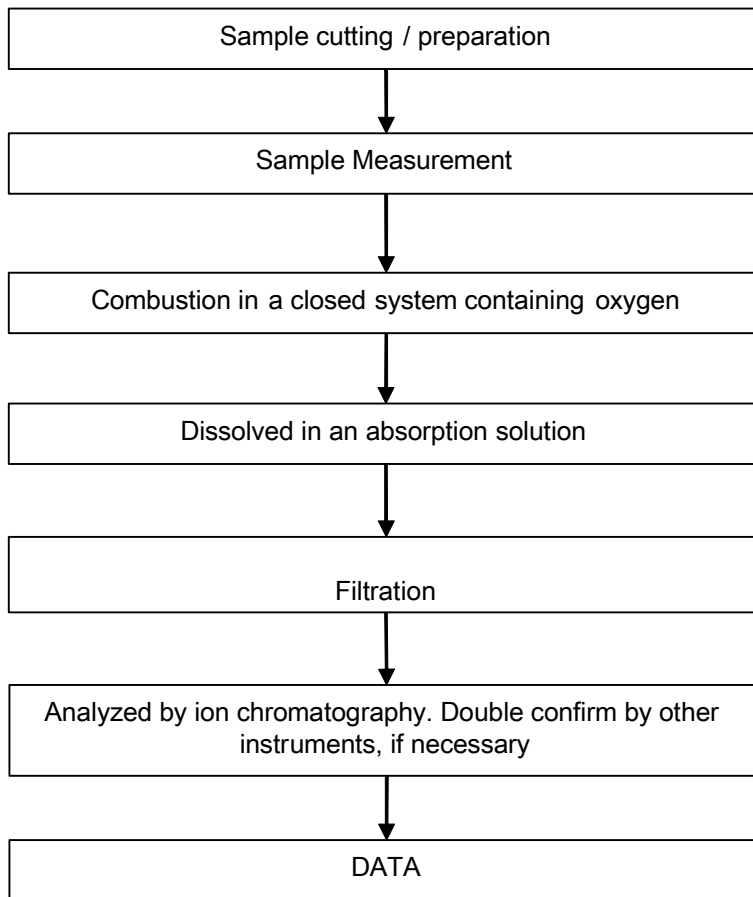 Sample cutting / preparation
Sample Measurement
Combustion in a closed system containing oxygen
Dissolved in an absorption solution
Filtration
Analyzed by ion chromatography. Double confirm by other
instruments, if necessary
DATA